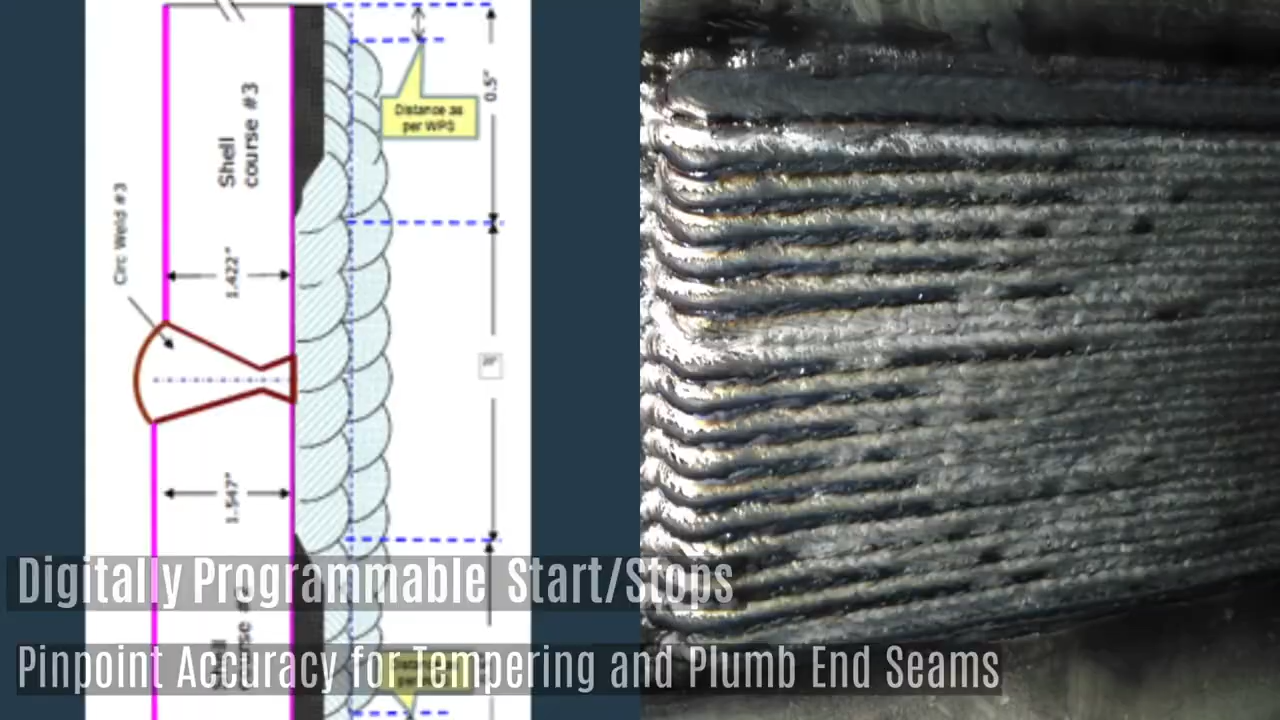 Circ Weld #3
Shell
course #3
1.422"
1.547"
Shell
0.5"
Distance as
per WPS
Digitally Programmable Start/Stops
Pinpoint Accuracy for Tempering and Plumb End Seams